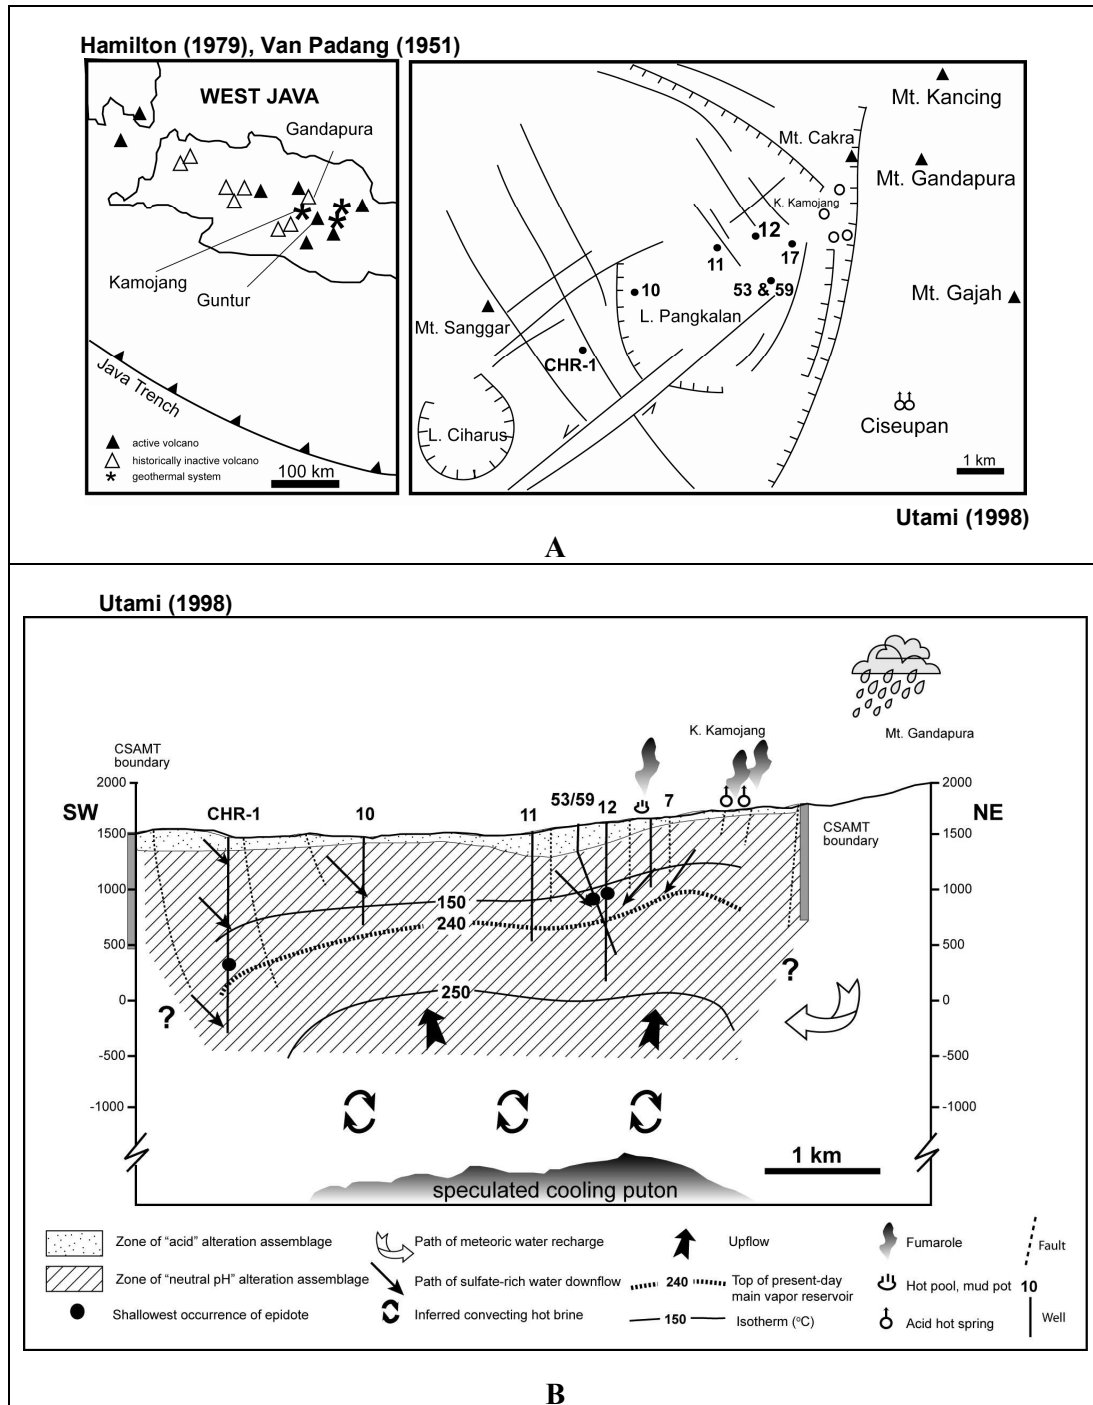 Hamilton (1979), Van Padang (1951)
WEST JAVA
Gandapura
Kamojang
Guntur
Java Trench
active volcano
historically inactive volcano
geothermal system
100 km
Mt. Kancing
Mt. Cakra
Mt. Gandapura
K. Kamojang
12
11
17
10
53 & 59
Mt. Gajah
L. Pangkalan
Mt. Sanggar
CHR-1
L. Ciharus
Ciseupan
1 km
Utami (1998)
A
Utami (1998)
K. Kamojang
Mt. Gandapura
CSAMT
boundary
2000
2000
SW
CHR-1
10
11
53/59
12
7
NE
1500
1500
CSAMT
boundary
1000
1000
150
240
500
500
?
?
0
0
250
-500
-500
-1000
-1000
1 km
speculated cooling puton
Zone of "acid" alteration assemblage
Path of meteoric water recharge
Upflow
Fumarole
Fault
Zone of "neutral pH" alteration assemblage
Path of sulfate-rich water downflow
240
Top of present-day
main vapor reservoir
Hot pool, mud pot
10
Shallowest occurrence of epidote
Inferred convecting hot brine
150
Isotherm (°C)
Acid hot spring
Well
B